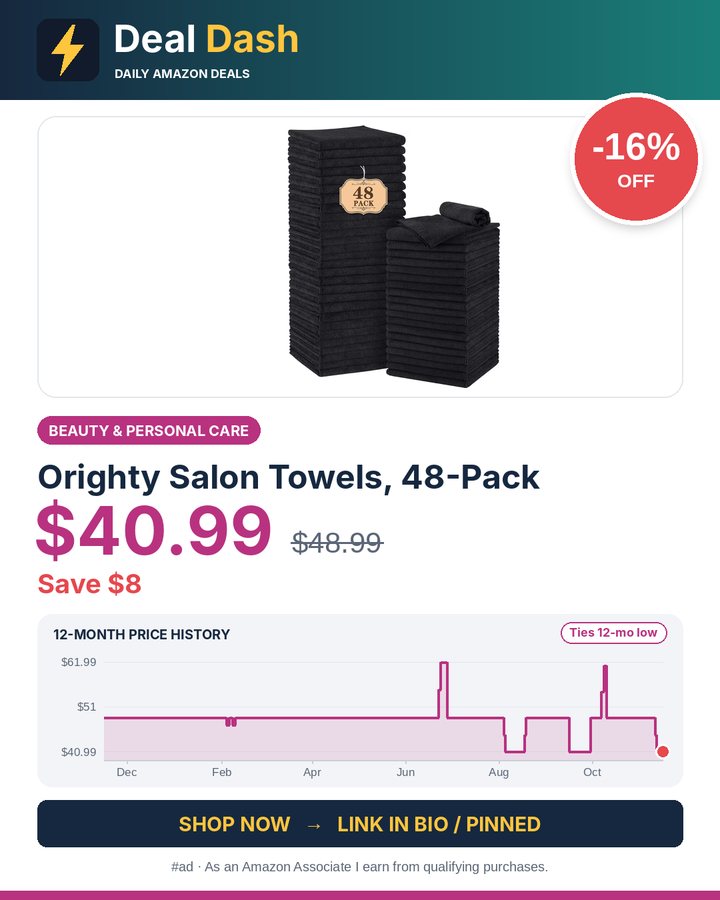 Deal Dash
DAILY AMAZON DEALS
-16%
OFF
48
PACK
BEAUTY & PERSONAL CARE
Orighty Salon Towels, 48-Pack
$40.99 $48.99
Save $8
12-MONTH PRICE HISTORY
Ties 12-mo low
$61.99
$51
$40.99
Dec Feb Apr Jun Aug Oct
SHOP NOW → LINK IN BIO / PINNED
#ad · As an Amazon Associate I earn from qualifying purchases.